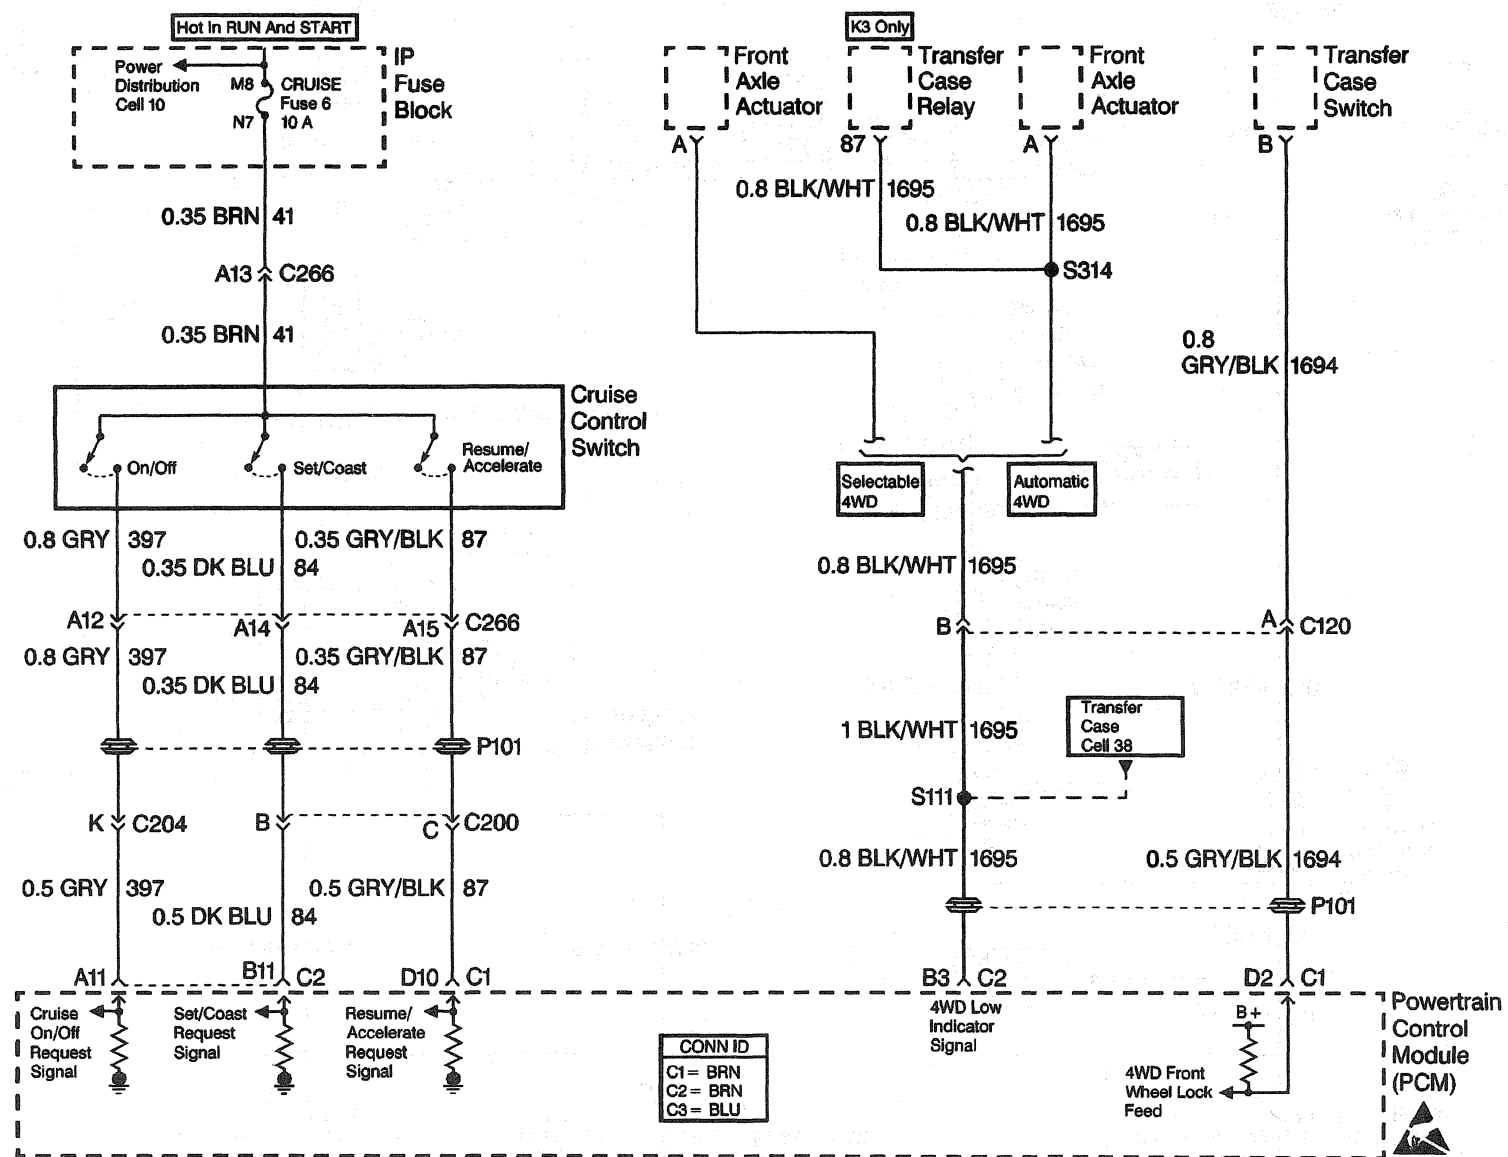 Hot In RUN And START
Power
Distribution
Cell 10
M8
N7
CRUISE
Fuse 6
10 A
IP
Fuse
Block
0.35 BRN 41
A13 C266
0.35 BRN 41
Cruise
Control
Switch
On/Off
Set/Coast
Resume/
Accelerate
0.8 GRY 397
0.35 DK BLU 84
0.35 GRY/BLK 87
A12
A14
A15
C266
0.8 GRY 397
0.35 DK BLU 84
0.35 GRY/BLK 87
P101
K C204
B
C C200
0.5 GRY 397
0.5 DK BLU 84
0.5 GRY/BLK 87
A11
B11 C2
D10 C1
Cruise
On/Off
Request
Signal
Set/Coast
Request
Signal
Resume/
Accelerate
Request
Signal
CONN ID
C1= BRN
C2= BRN
C3= BLU
K3 Only
Front
Axle
Actuator
Transfer
Case
Relay
Front
Axle
Actuator
Transfer
Case
Switch
A
87
A
B
0.8 BLK/WHT 1695
0.8 BLK/WHT 1695
S314
0.8
GRY/BLK 1694
Selectable
4WD
Automatic
4WD
0.8 BLK/WHT 1695
B
A C120
1 BLK/WHT 1695
Transfer
Case
Cell 38
S111
0.8 BLK/WHT 1695
0.5 GRY/BLK 1694
P101
B3 C2
D2 C1
4WD Low
Indicator
Signal
B+
4WD Front
Wheel Lock
Feed
Powertrain
Control
Module
(PCM)